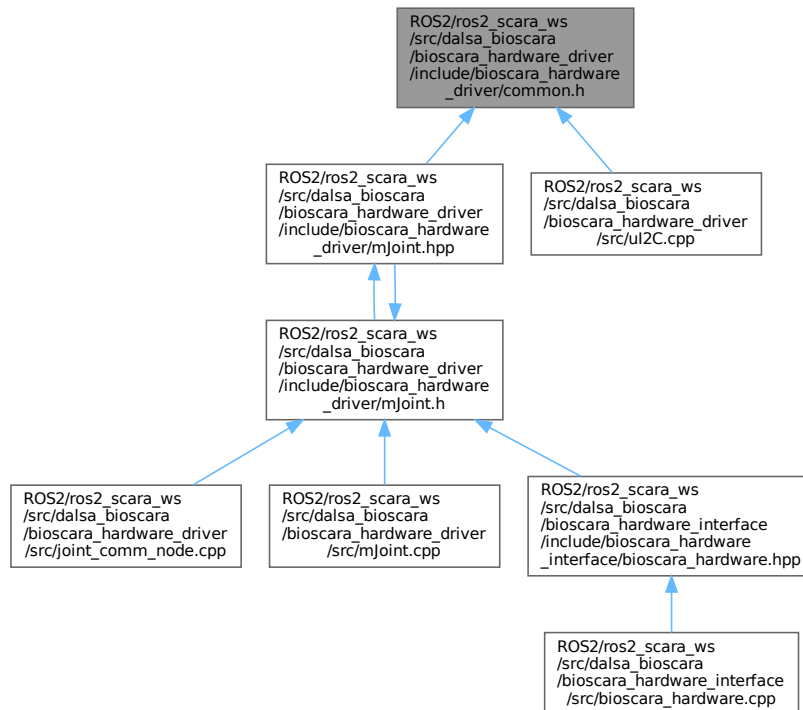 ROS2/ros2_scara_ws
/src/dalsa_bioscara
/bioscara_hardware_driver
/include/bioscara_hardware
_driver/common.h
ROS2/ros2_scara_ws
/src/dalsa_bioscara
/bioscara_hardware_driver
/include/bioscara_hardware
_driver/mJoint.hpp
ROS2/ros2_scara_ws
/src/dalsa_bioscara
/bioscara_hardware_driver
/src/uI2C.cpp
ROS2/ros2_scara_ws
/src/dalsa_bioscara
/bioscara_hardware_driver
/include/bioscara_hardware
_driver/mJoint.h
ROS2/ros2_scara_ws
/src/dalsa_bioscara
/bioscara_hardware_driver
/src/joint_comm_node.cpp
ROS2/ros2_scara_ws
/src/dalsa_bioscara
/bioscara_hardware_driver
/src/mJoint.cpp
ROS2/ros2_scara_ws
/src/dalsa_bioscara
/bioscara_hardware_interface
/include/bioscara_hardware
_interface/bioscara_hardware.hpp
ROS2/ros2_scara_ws
/src/dalsa_bioscara
/bioscara_hardware_interface
/src/bioscara_hardware.cpp